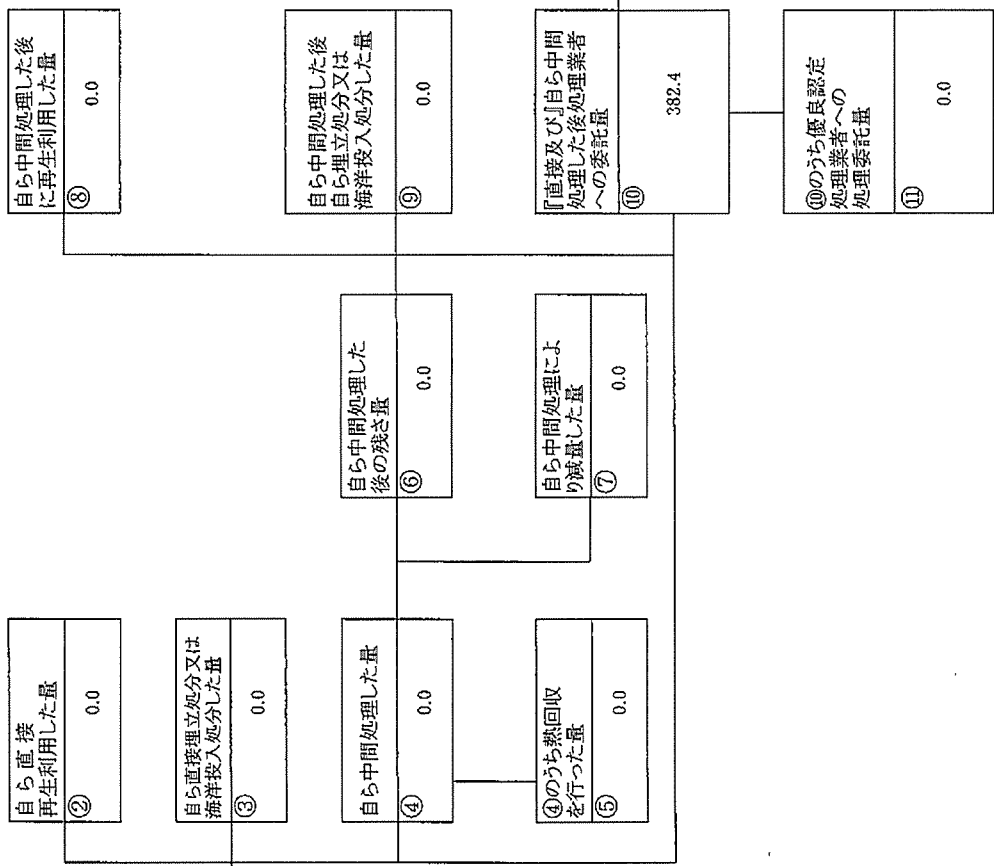 自ら直接
再生利用した量
②
0.0
自ら直接埋立処分又は
海洋投入処分した量
③
0.0
自ら中間処理した量
④
0.0
④のうち熱回収
を行った量
⑤
0.0
自ら中間処理した
後の残さ量
⑥
0.0
自ら中間処理によ
り減量した量
⑦
0.0
自ら中間処理した後
に再生利用した量
⑧
0.0
自ら中間処理した後
自ら埋立処分又は
海洋投入処分した量
⑨
0.0
『直接及び』自ら中間
処理した後処理業者
への委託量
⑩
382.4
⑩のうち優良認定
処理業者への
処理委託量
⑪
0.0